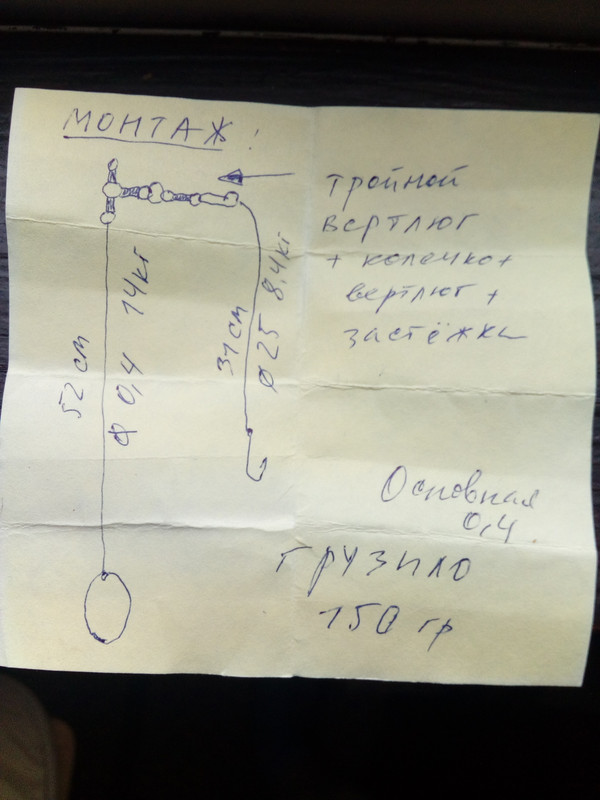 МОНТАЖ!
тройной
вертлюг
+ колечко+
вертлюг +
застёжка
52 см
ø 0,4 14кг
31 см
ø 25 8,4кг
Основная
0,4.
грузило
150 гр